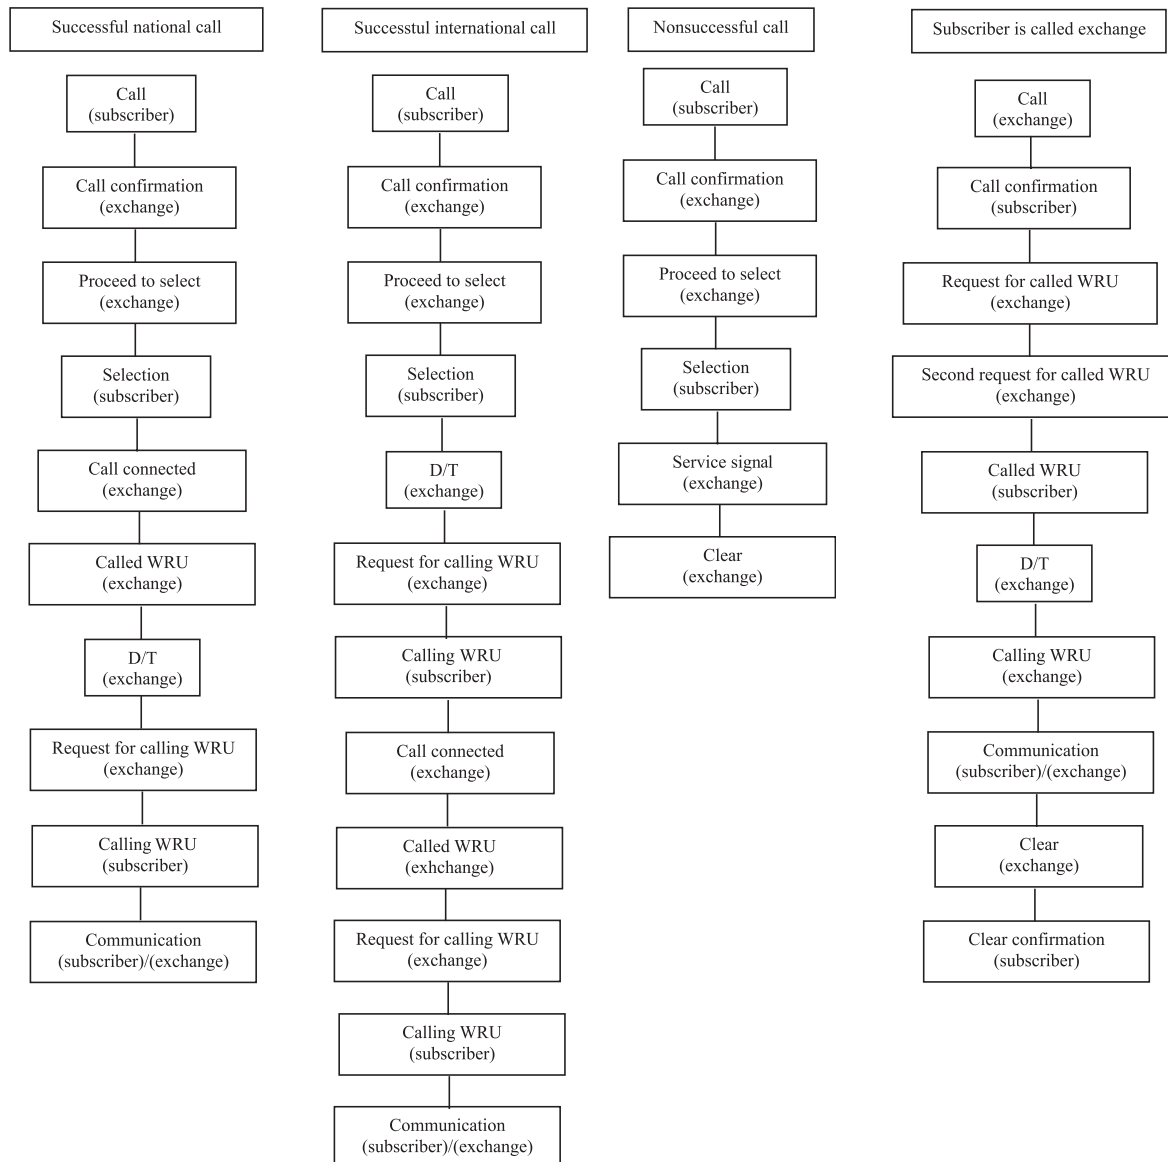 Successful national call
Call
(subscriber)
Call confirmation
(exchange)
Proceed to select
(exchange)
Selection
(subscriber)
Call connected
(exchange)
Called WRU
(exchange)
D/T
(exchange)
Request for calling WRU
(exchange)
Calling WRU
(subscriber)
Communication
(subscriber)/(exchange)
Successtul international call
Call
(subscriber)
Call confirmation
(exchange)
Proceed to select
(exchange)
Selection
(subscriber)
D/T
(exchange)
Request for calling WRU
(exchange)
Calling WRU
(subscriber)
Call connected
(exchange)
Called WRU
(exhchange)
Request for calling WRU
(exchange)
Calling WRU
(subscriber)
Communication
(subscriber)/(exchange)
Nonsuccessful call
Call
(subscriber)
Call confirmation
(exchange)
Proceed to select
(exchange)
Selection
(subscriber)
Service signal
(exchange)
Clear
(exchange)
Subscriber is called exchange
Call
(exchange)
Call confirmation
(subscriber)
Request for called WRU
(exchange)
Second request for called WRU
(exchange)
Called WRU
(subscriber)
D/T
(exchange)
Calling WRU
(exchange)
Communication
(subscriber)/(exchange)
Clear
(exchange)
Clear confirmation
(subscriber)